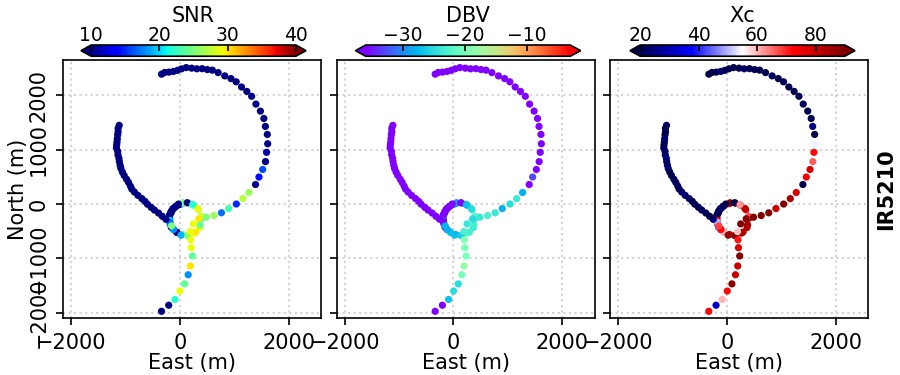 SNR DBV Xc
10 20 30 40 −30 −20 −10 20 40 60 80
North (m)
2000
1000
0
−1000
−2000
−2000 0 2000 −2000 0 2000 −2000 0 2000
East (m) East (m) East (m)
IR5210